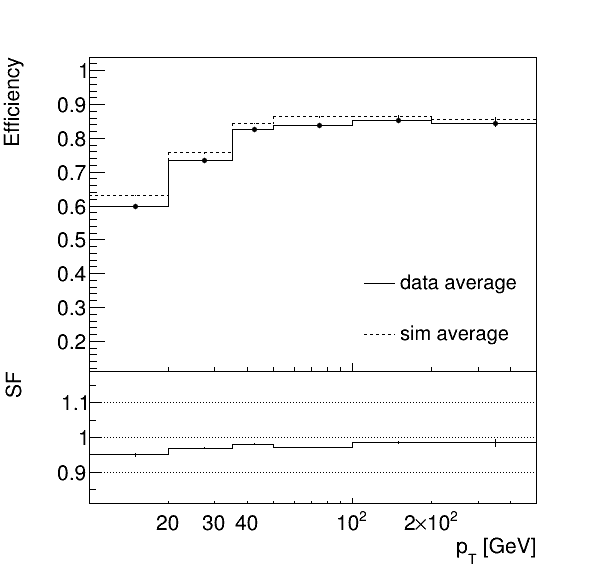 Efficiency
1
0.9
0.8
0.7
0.6
0.5
0.4
0.3
0.2
data average
sim average
SF
1.1
1
0.9
20 30 40 10² 2×10²
p_T [GeV]